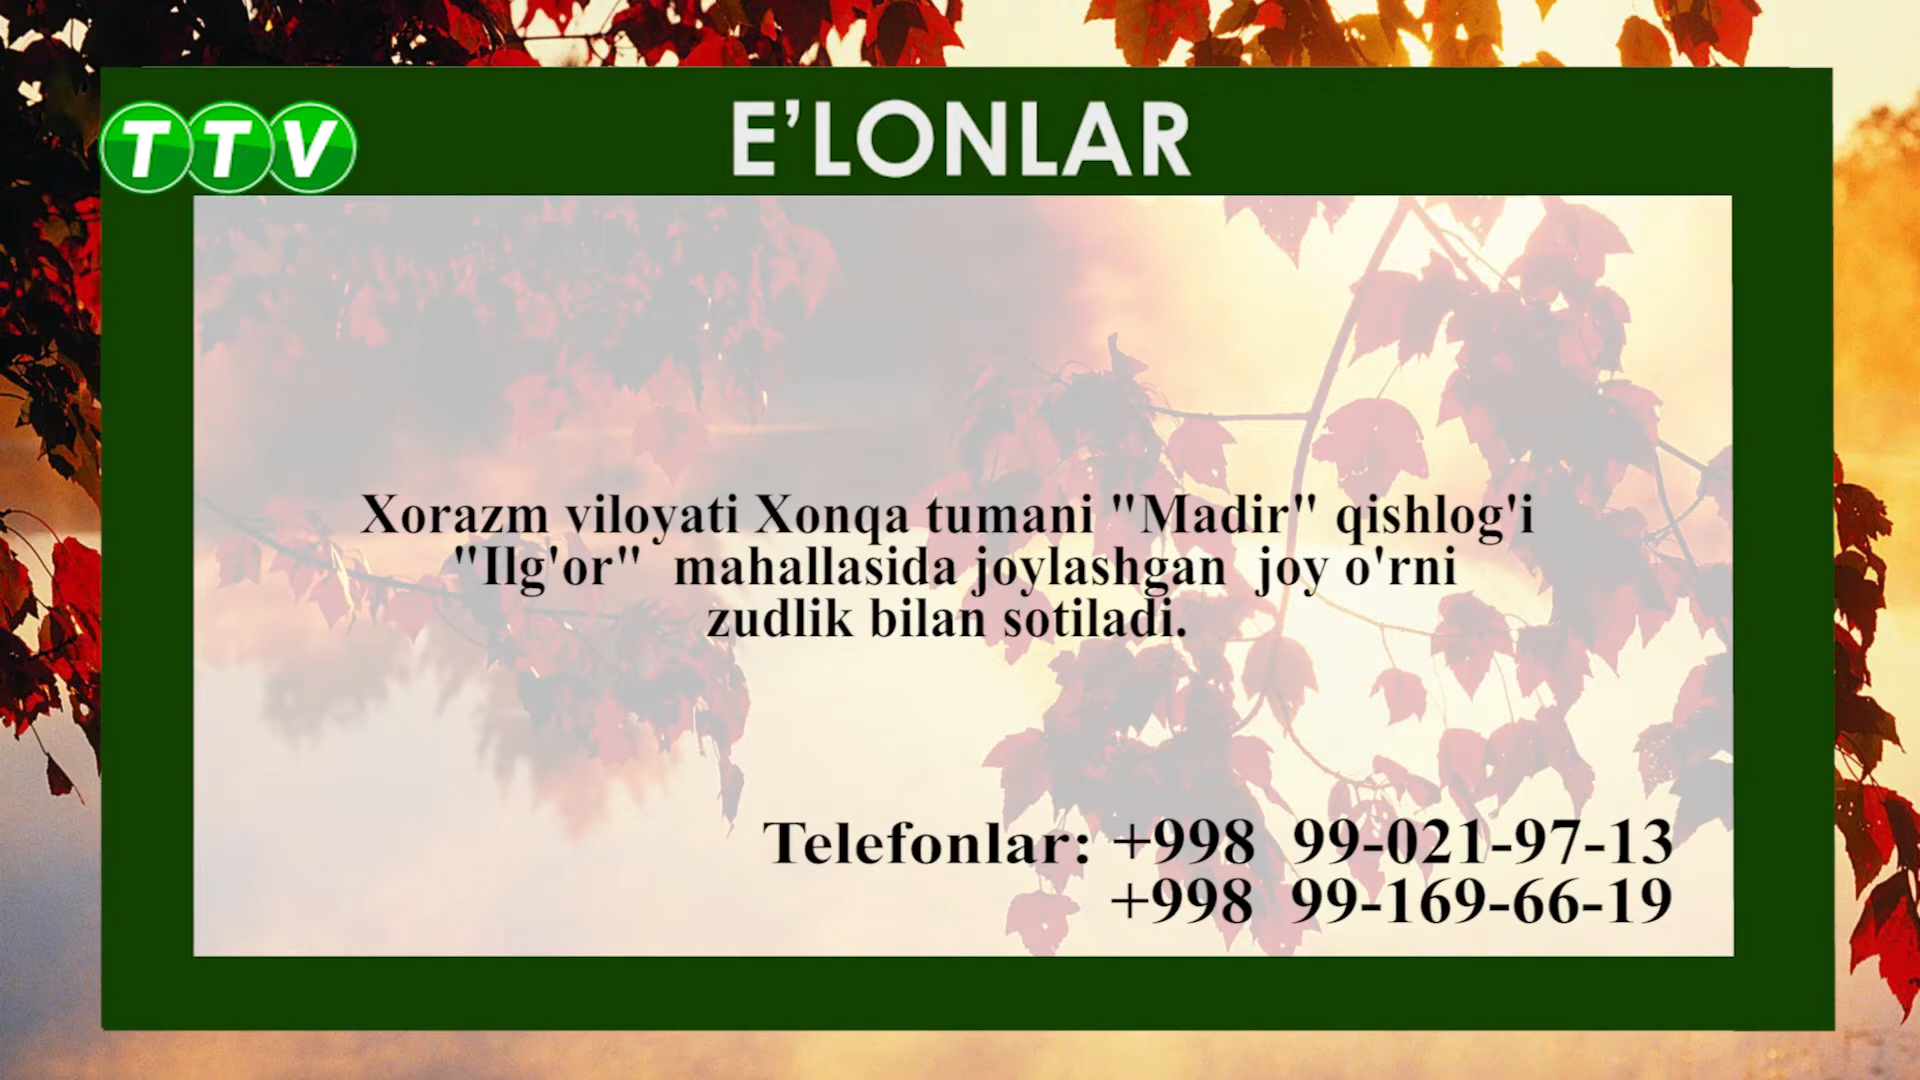 TTV
E’LONLAR
Xorazm viloyati Xonqa tumani "Madir" qishlog'i
"Ilg'or" mahallasida joylashgan joy o'rni
zudlik bilan sotiladi.
Telefonlar: +998 99-021-97-13
+998 99-169-66-19